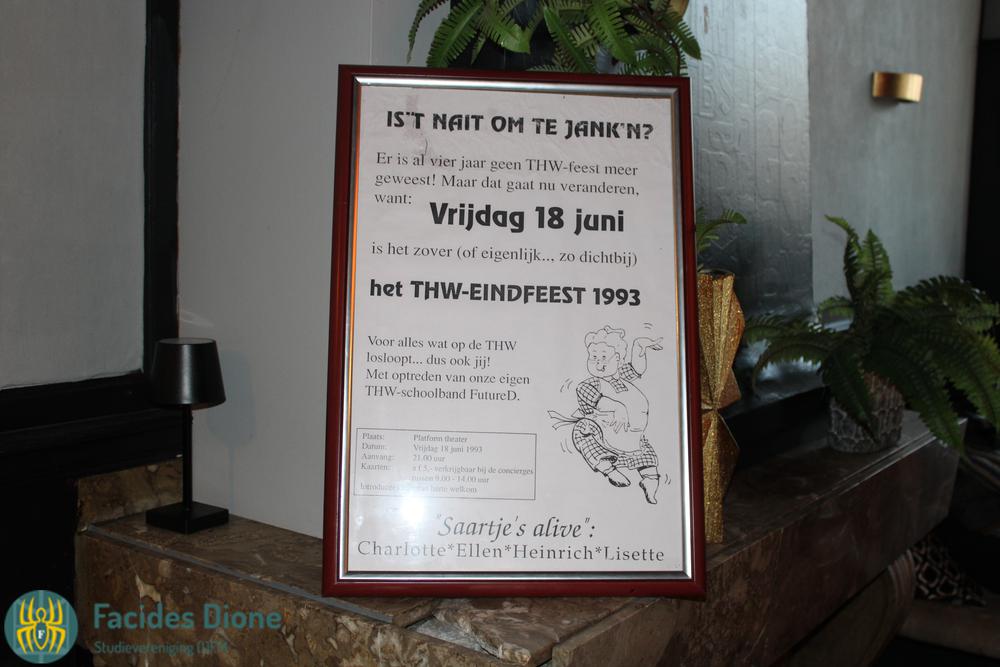 IS'T NAIT OM TE JANK'N?
Er is al vier jaar geen THW-feest meer
geweest! Maar dat gaat nu veranderen,
want:
Vrijdag 18 juni
is het zover (of eigenlijk... zo dichtbij)
het THW-EINDFEEST 1993
Voor alles wat op de THW
losloopt... dus ook jij!
Met optreden van onze eigen
THW-schoolband FutureD.
Plaats: Platform theater
Datum: Vrijdag 18 juni 1993
Aanvang: 21.00 uur
Kaarten: a f 5,- verkrijgbaar bij de concierges
tussen 9.00 - 14.00 uur
harte welkom
"Saartje's alive":
Charlotte*Ellen*Heinrich*Lisette
F
Facides Dione
Studievereniging